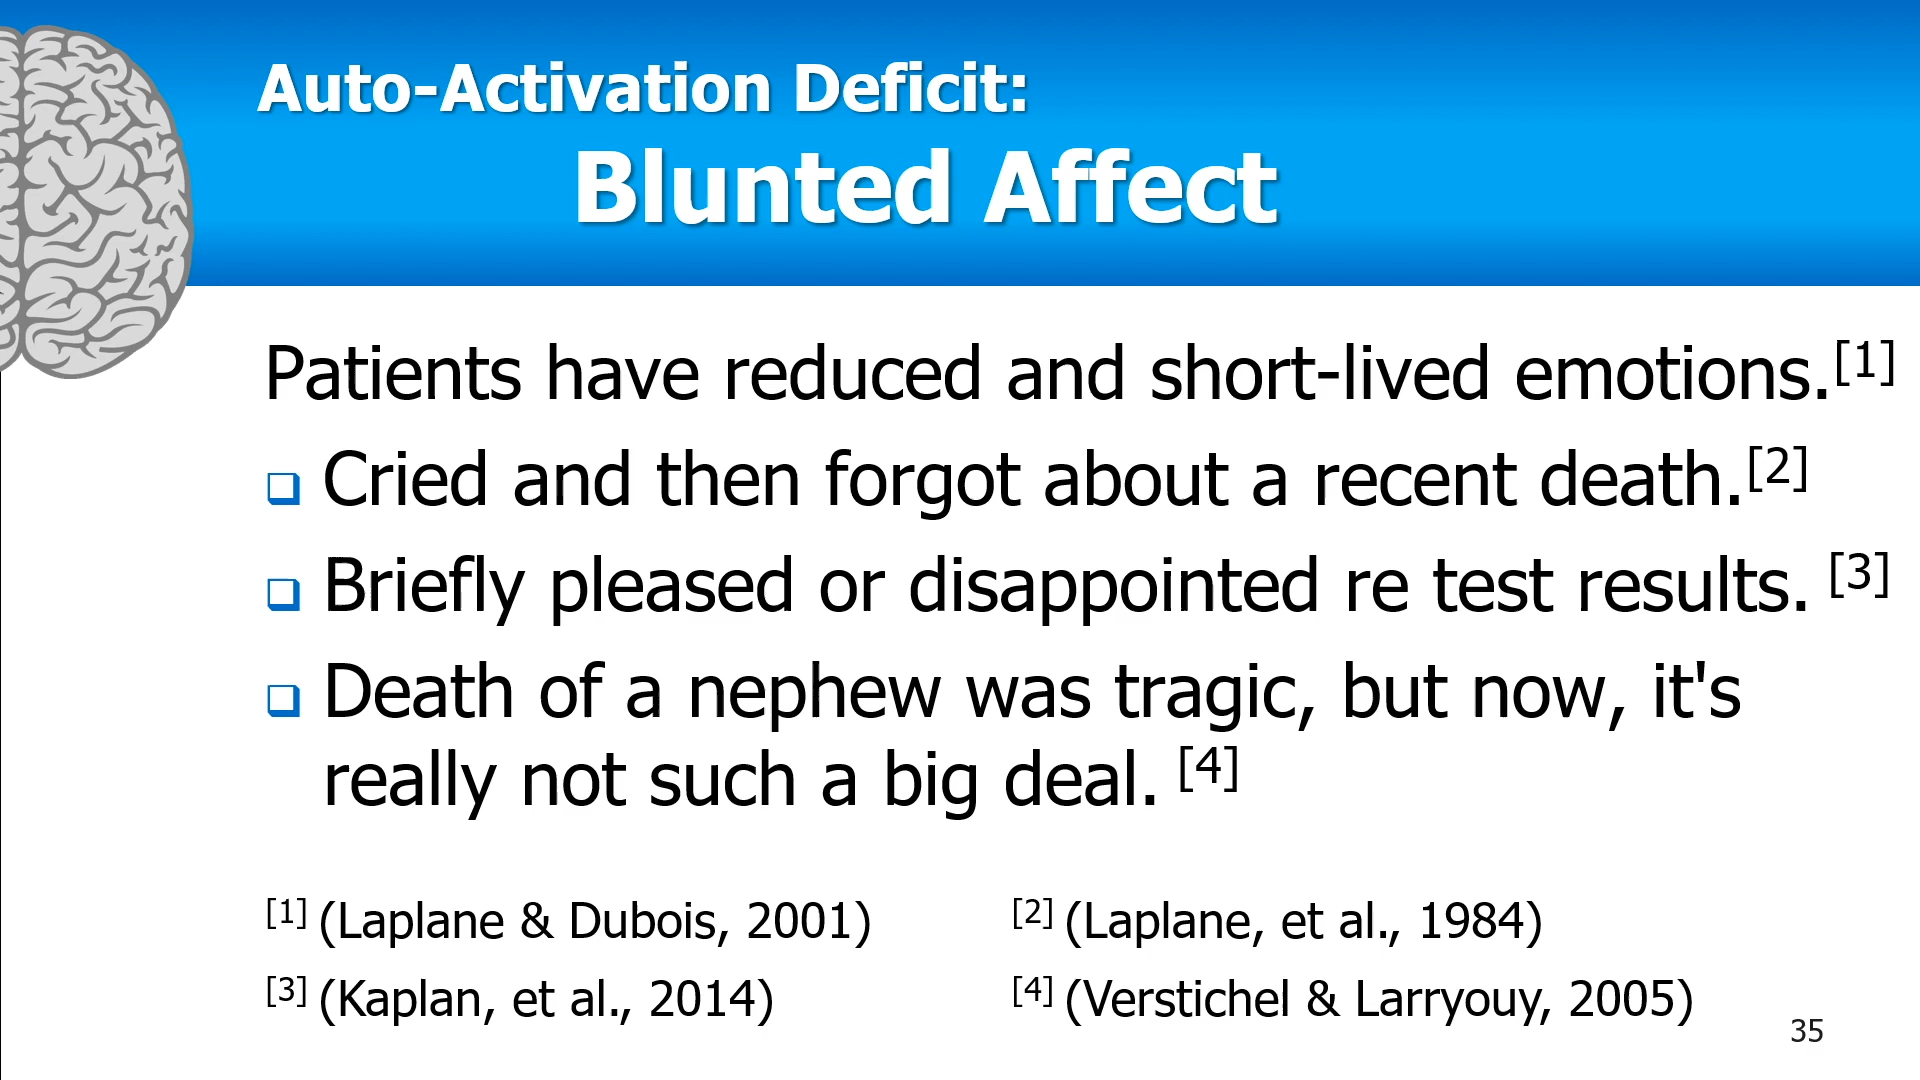 Auto-Activation Deficit:
Blunted Affect
Patients have reduced and short-lived emotions.[1]
Cried and then forgot about a recent death.[2]
Briefly pleased or disappointed re test results. [3]
Death of a nephew was tragic, but now, it's
really not such a big deal. [4]
[1] (Laplane & Dubois, 2001) [2] (Laplane, et al., 1984)
[3] (Kaplan, et al., 2014) [4] (Verstichel & Larryouy, 2005)
35